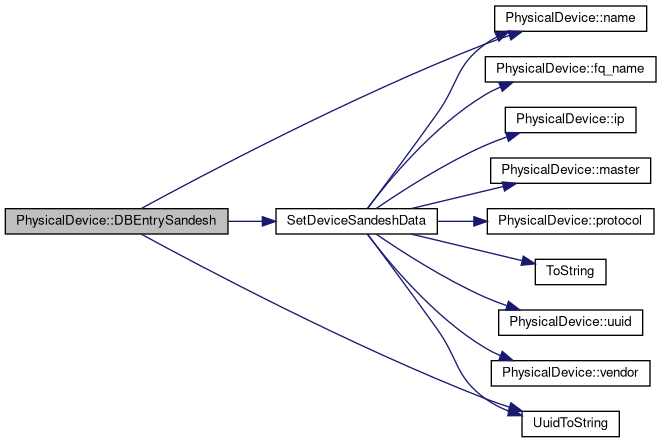 PhysicalDevice::name
PhysicalDevice::fq_name
PhysicalDevice::ip
PhysicalDevice::master
PhysicalDevice::DBEntrySandesh
SetDeviceSandeshData
PhysicalDevice::protocol
ToString
PhysicalDevice::uuid
PhysicalDevice::vendor
UuidToString